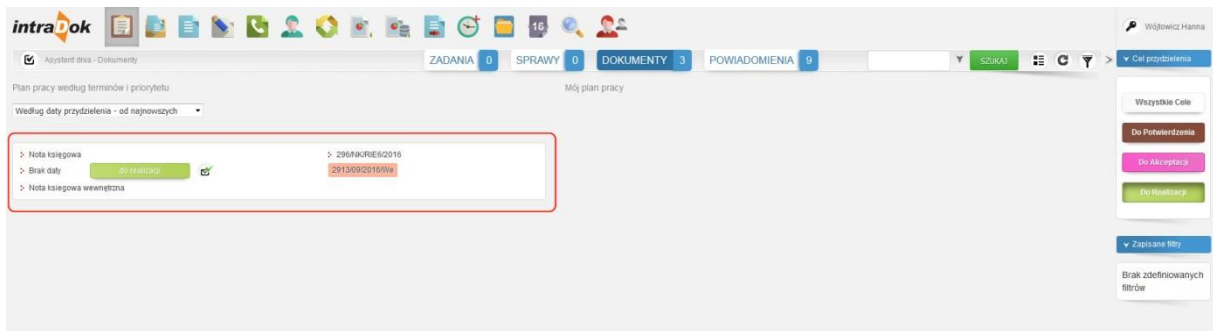 intraDok
16
Wójtowicz Hanna
Asystent dnia - Dokumenty
ZADANIA 0
SPRAWY 0
DOKUMENTY 3
POWIADOMIENIA 9
SZUKAJ
Cel przydzielenia
Plan pracy według terminów i priorytetu
Mój plan pracy
Według daty przydzielenia - od najnowszych
Wszystkie Cele
Do Potwierdzenia
Do Akceptacji
Do Realizacji
Nota księgowa
296/NK/RIE6/2016
Brak daty
do realizacji
2913/09/2016/We
Nota ksiegowa wewnętrzna
Zapisane filtry
Brak zdefiniowanych
filtrów